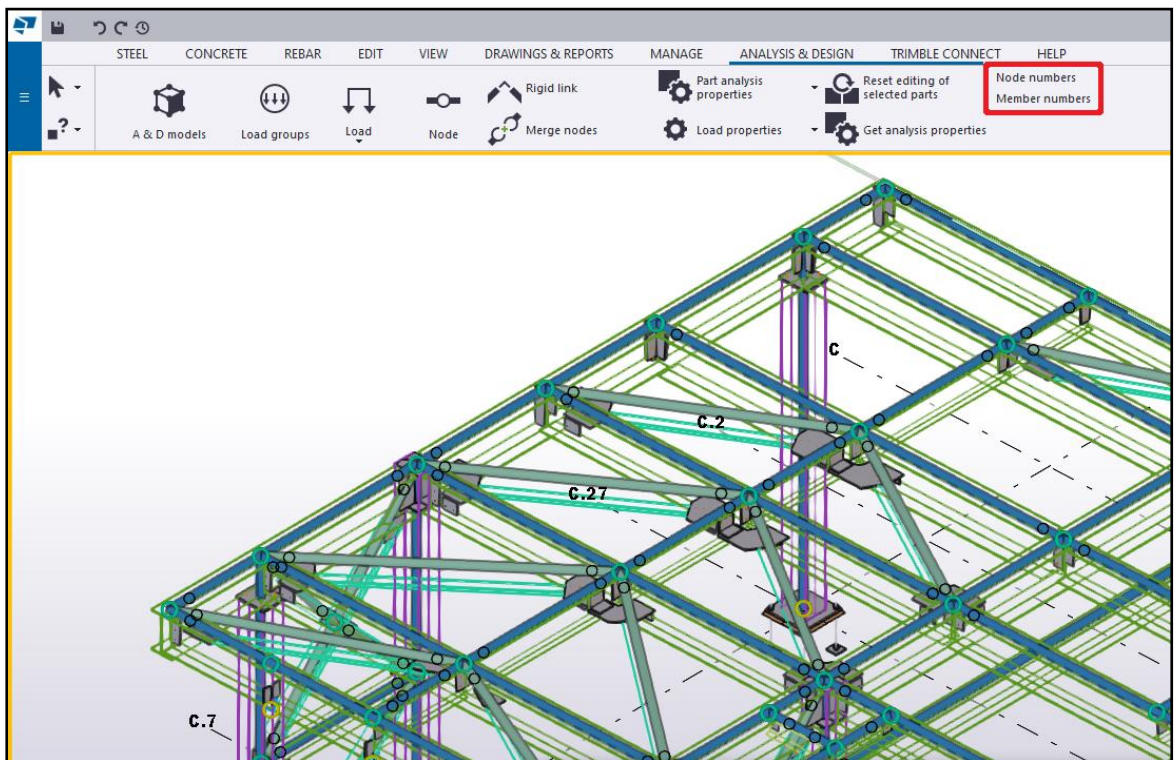 STEEL CONCRETE REBAR EDIT VIEW DRAWINGS & REPORTS MANAGE ANALYSIS & DESIGN TRIMBLE CONNECT HELP
A & D models
Load groups
Load
Node
Rigid link
Merge nodes
Part analysis
properties
Load properties
Reset editing of
selected parts
Get analysis properties
Node numbers
Member numbers
C
C.2
C.27
C.7